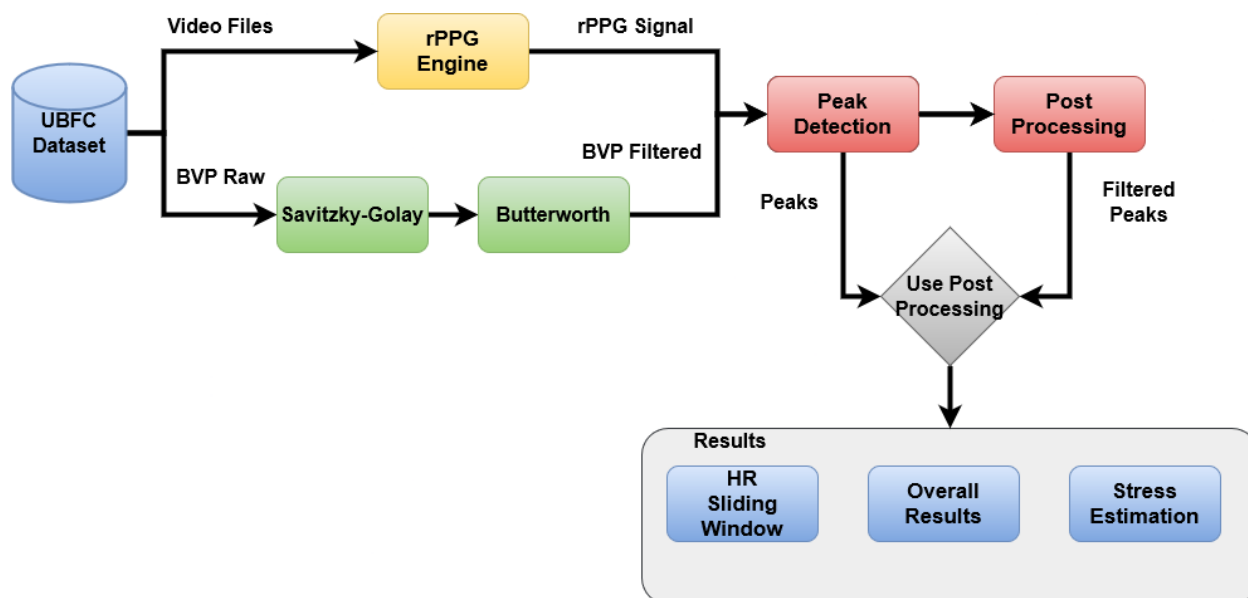 Video Files
rPPG
Engine
rPPG Signal
UBFC
Dataset
Peak
Detection
Post
Processing
BVP Raw
BVP Filtered
Savitzky-Golay
Butterworth
Peaks
Filtered
Peaks
Use Post
Processing
Results
HR
Sliding
Window
Overall
Results
Stress
Estimation